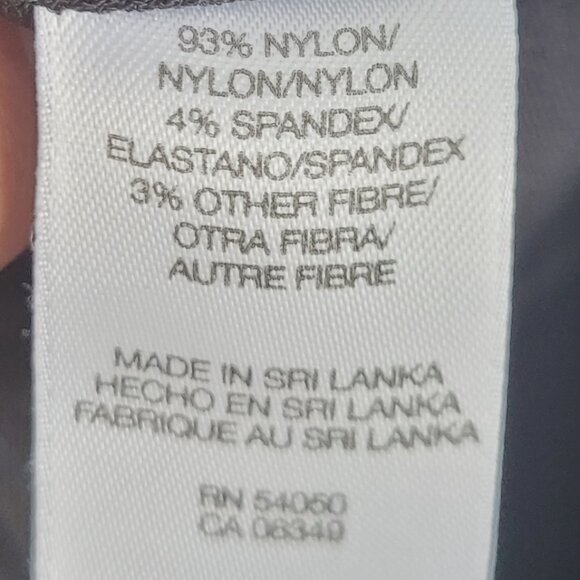 93% NYLON/
NYLON/NYLON
4% SPANDEX/
ELASTANO/SPANDEX
3% OTHER FIBRE/
OTRA FIBRA/
AUTRE FIBRE
MADE IN SRI LANKA
HECHO EN SRI LANKA
FABRIQUE AU SRI LANKA
RN 54060
CA 06349